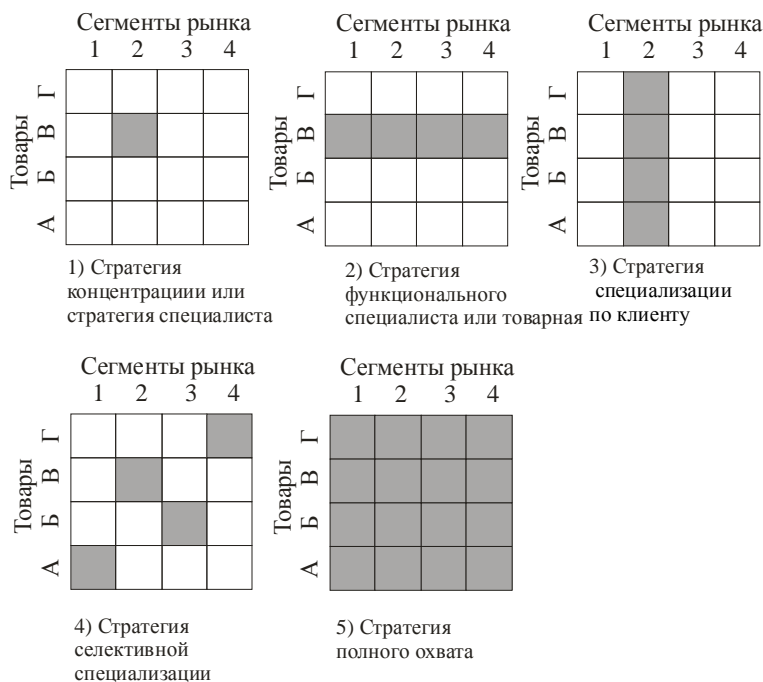 Сегменты рынка
1 2 3 4
Товары
Г
В
Б
А
1) Стратегия
концентрациии или
стратегия специалиста
Сегменты рынка
1 2 3 4
Товары
Г
В
Б
А
2) Стратегия
функционального
специалиста или товарная
Сегменты рынка
1 2 3 4
Товары
Г
В
Б
А
3) Стратегия
специализации
по клиенту
Сегменты рынка
1 2 3 4
Товары
Г
В
Б
А
4) Стратегия
селективной
специализации
Сегменты рынка
1 2 3 4
Товары
Г
В
Б
А
5) Стратегия
полного охвата